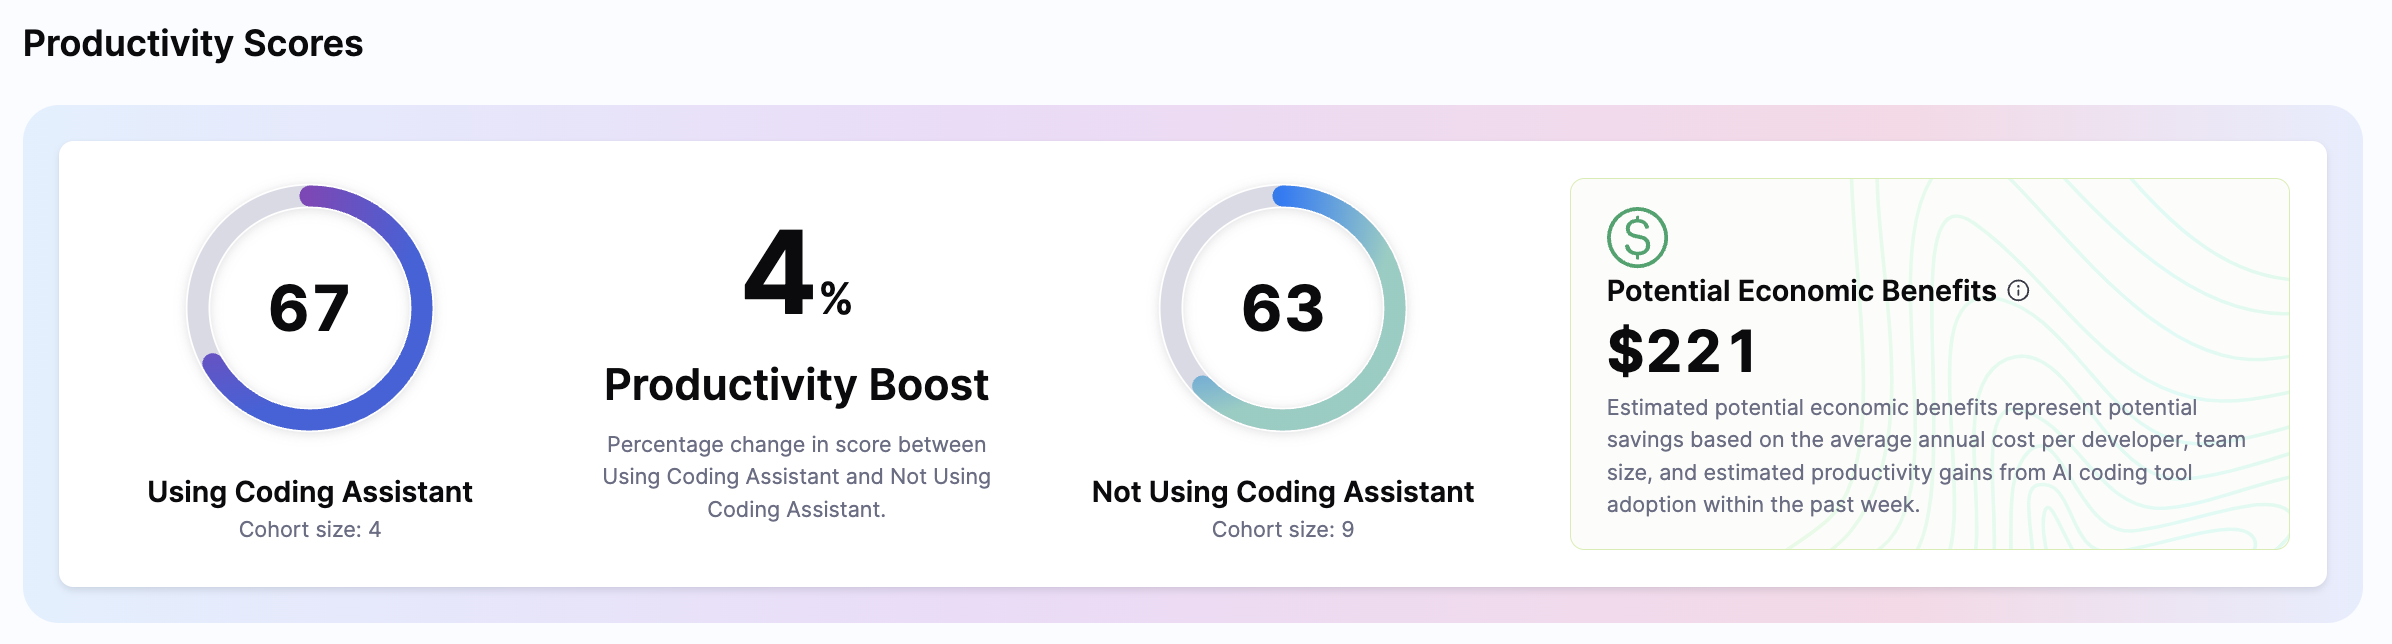 Productivity Scores
67
Using Coding Assistant
Cohort size: 4
4%
Productivity Boost
Percentage change in score between
Using Coding Assistant and Not Using
Coding Assistant.
63
Not Using Coding Assistant
Cohort size: 9
Potential Economic Benefits
$221
Estimated potential economic benefits represent potential
savings based on the average annual cost per developer, team
size, and estimated productivity gains from AI coding tool
adoption within the past week.